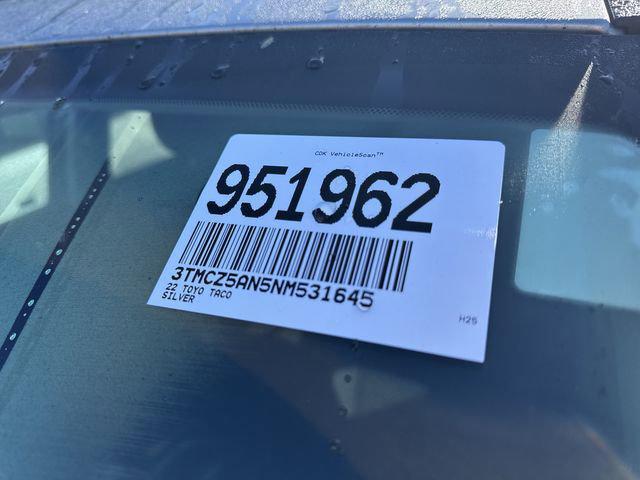 CDK VehicleScan™
951962
3TMCZ5AN5NM531645
22 TOYO TACO
SILVER
H25